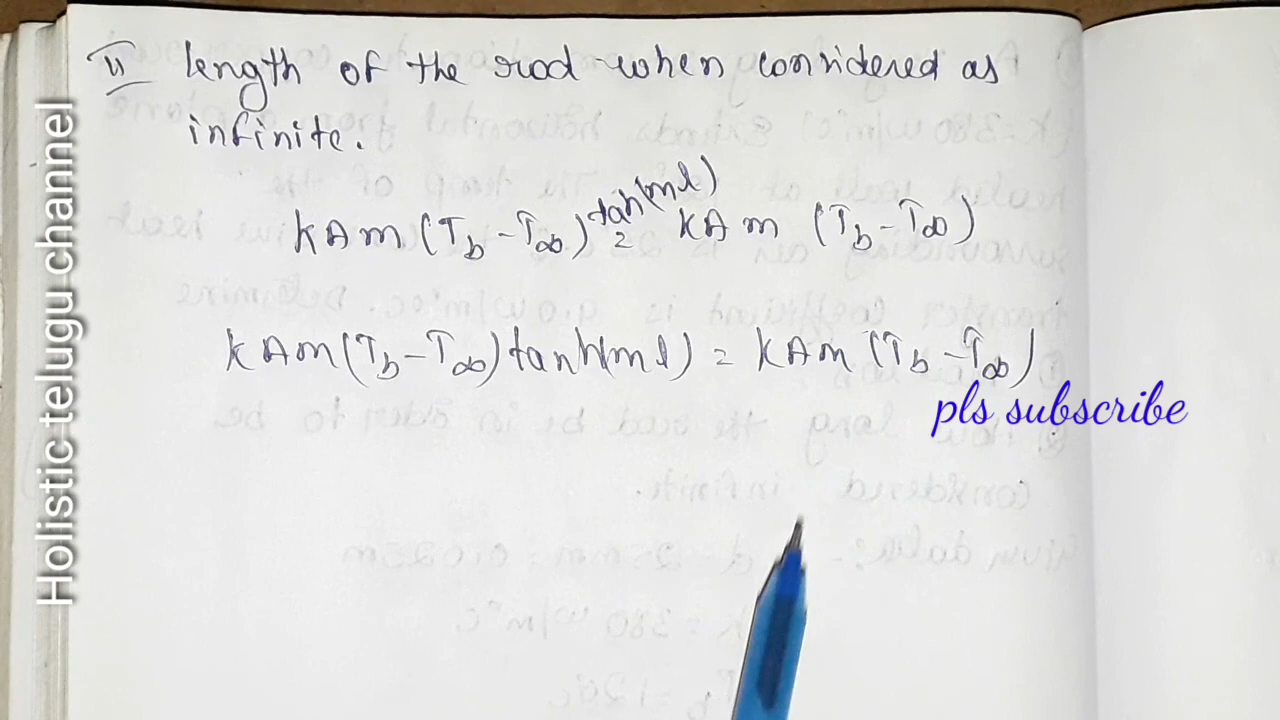 II length of the rod when considered as
infinite.
kAm (Tb - T∞) tanh(ml) = kAm (Tb - T∞)
kAm (Tb - T∞) tanh(ml) = kAm (Tb - T∞)
pls subscribe
Holistic telugu channel